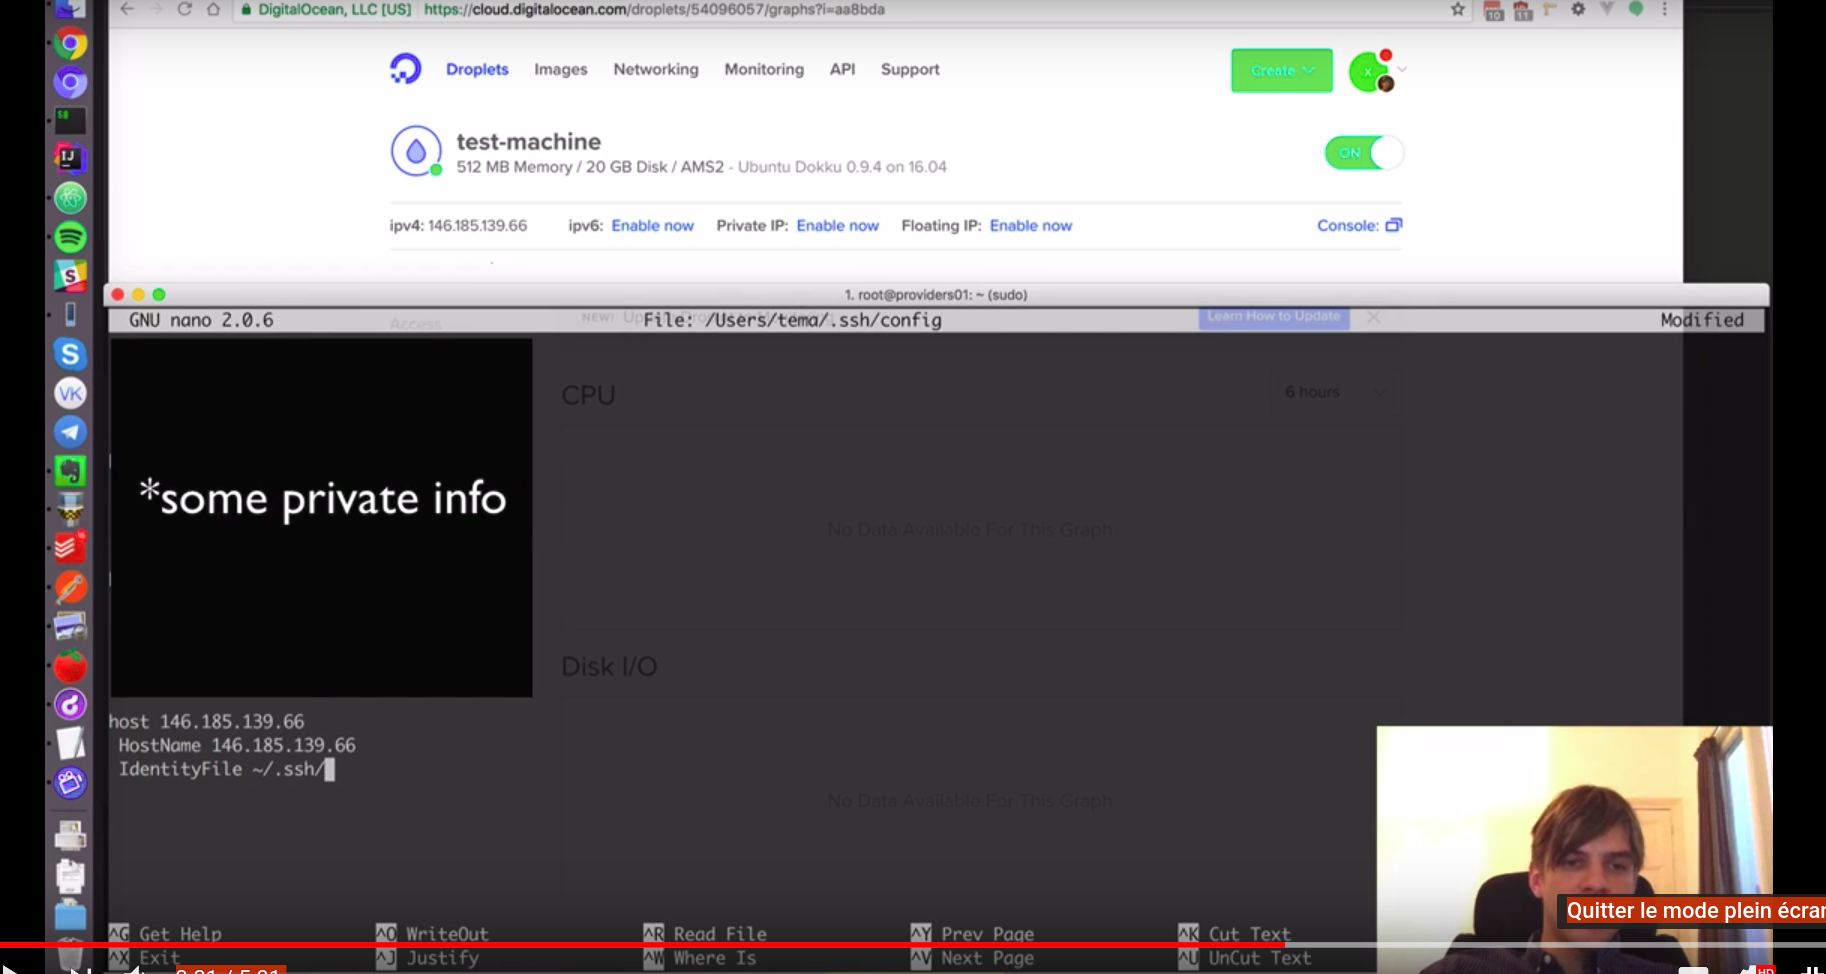 DigitalOcean, LLC [US] https://cloud.digitalocean.com/droplets/54096057/graphs?i=aa8bda
10 11
Droplets Images Networking Monitoring API Support Create X
test-machine
512 MB Memory / 20 GB Disk / AMS2 - Ubuntu Dokku 0.9.4 on 16.04
ON
ipv4: 146.185.139.66 ipv6: Enable now Private IP: Enable now Floating IP: Enable now Console:
1. root@providers01: ~ (sudo)
GNU nano 2.0.6 File: /Users/tema/.ssh/config Modified
Access NEW! Learn How to Update
CPU 6 hours
*some private info
No Data Available For This Graph
Disk I/O
host 146.185.139.66
HostName 146.185.139.66
IdentityFile ~/.ssh/
No Data Available For This Graph
Quitter le mode plein écran
^G Get Help ^O WriteOut ^R Read File ^Y Prev Page ^K Cut Text
^X Exit ^J Justify ^W Where Is ^V Next Page ^U UnCut Text
HD